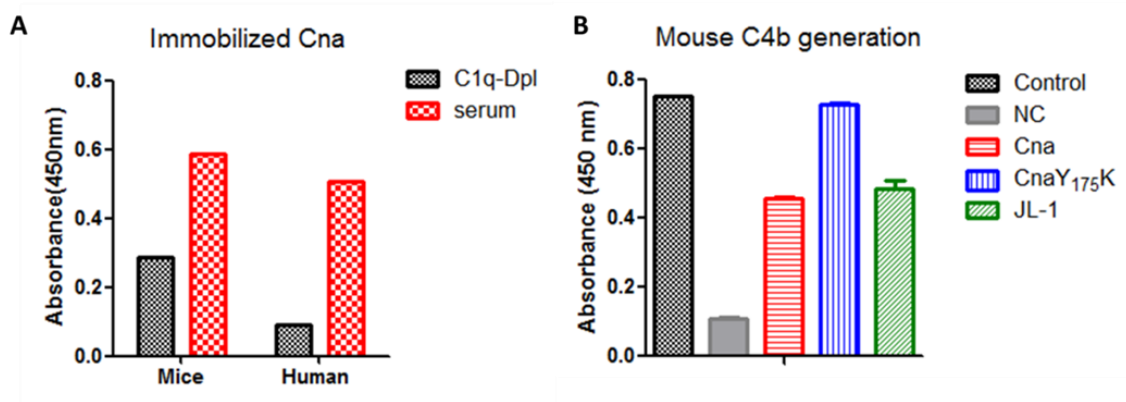 A
Immobilized Cna
Absorbance(450nm)
0.8
0.6
0.4
0.2
0.0
Mice
Human
C1q-Dpl
serum
B
Mouse C4b generation
Absorbance (450 nm)
0.8
0.6
0.4
0.2
0.0
Control
NC
Cna
CnaY₁₇₅K
JL-1